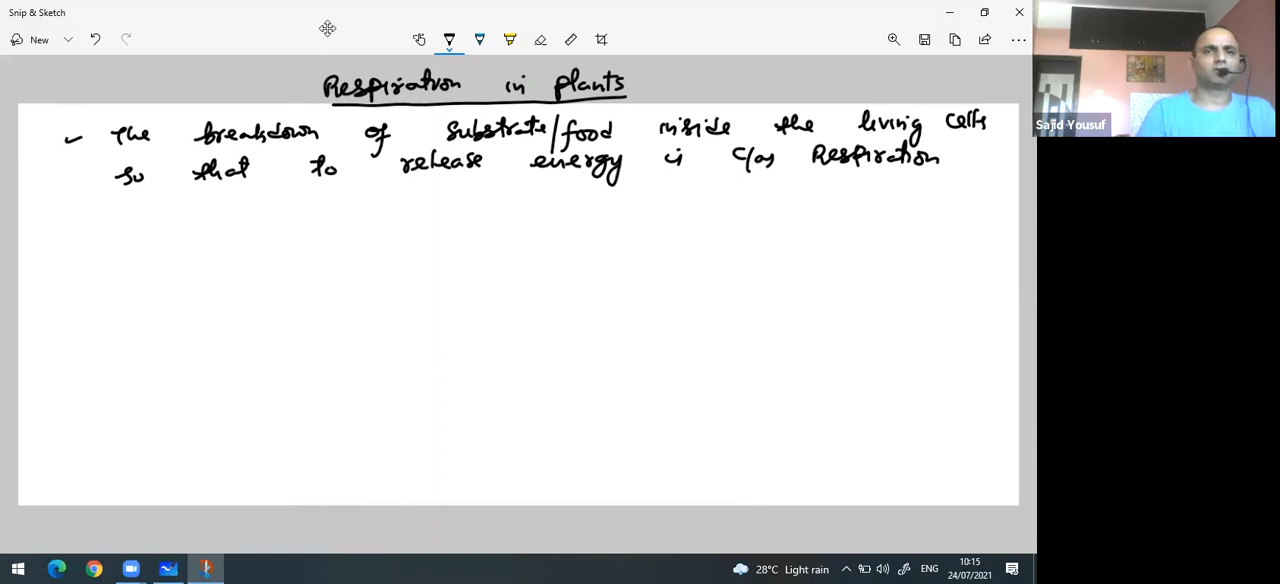 Snip & Sketch
New
Respiration in plants
The breakdown of substrate/food inside the living cells
so that to release energy is c/as Respiration
Sajid Yousuf
28°C Light rain
ENG
10:15
24/07/2021